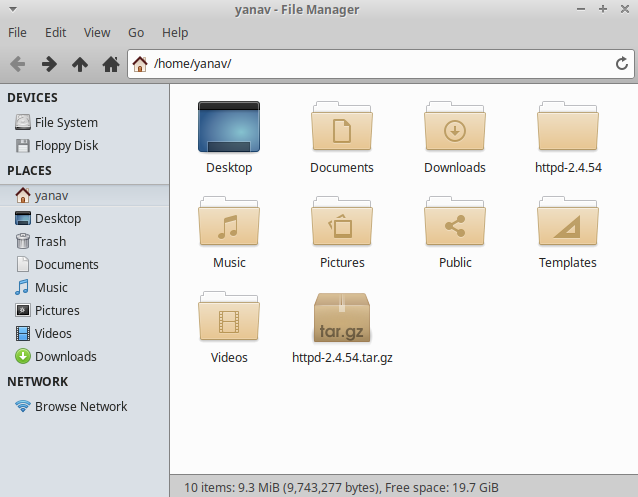 yanav - File Manager
File Edit View Go Help
/home/yanav/
DEVICES
File System
Floppy Disk
PLACES
yanav
Desktop
Trash
Documents
Music
Pictures
Videos
Downloads
NETWORK
Browse Network
Desktop Documents Downloads httpd-2.4.54
Music Pictures Public Templates
tar.gz
Videos httpd-2.4.54.tar.gz
10 items: 9.3 MiB (9,743,277 bytes), Free space: 19.7 GiB